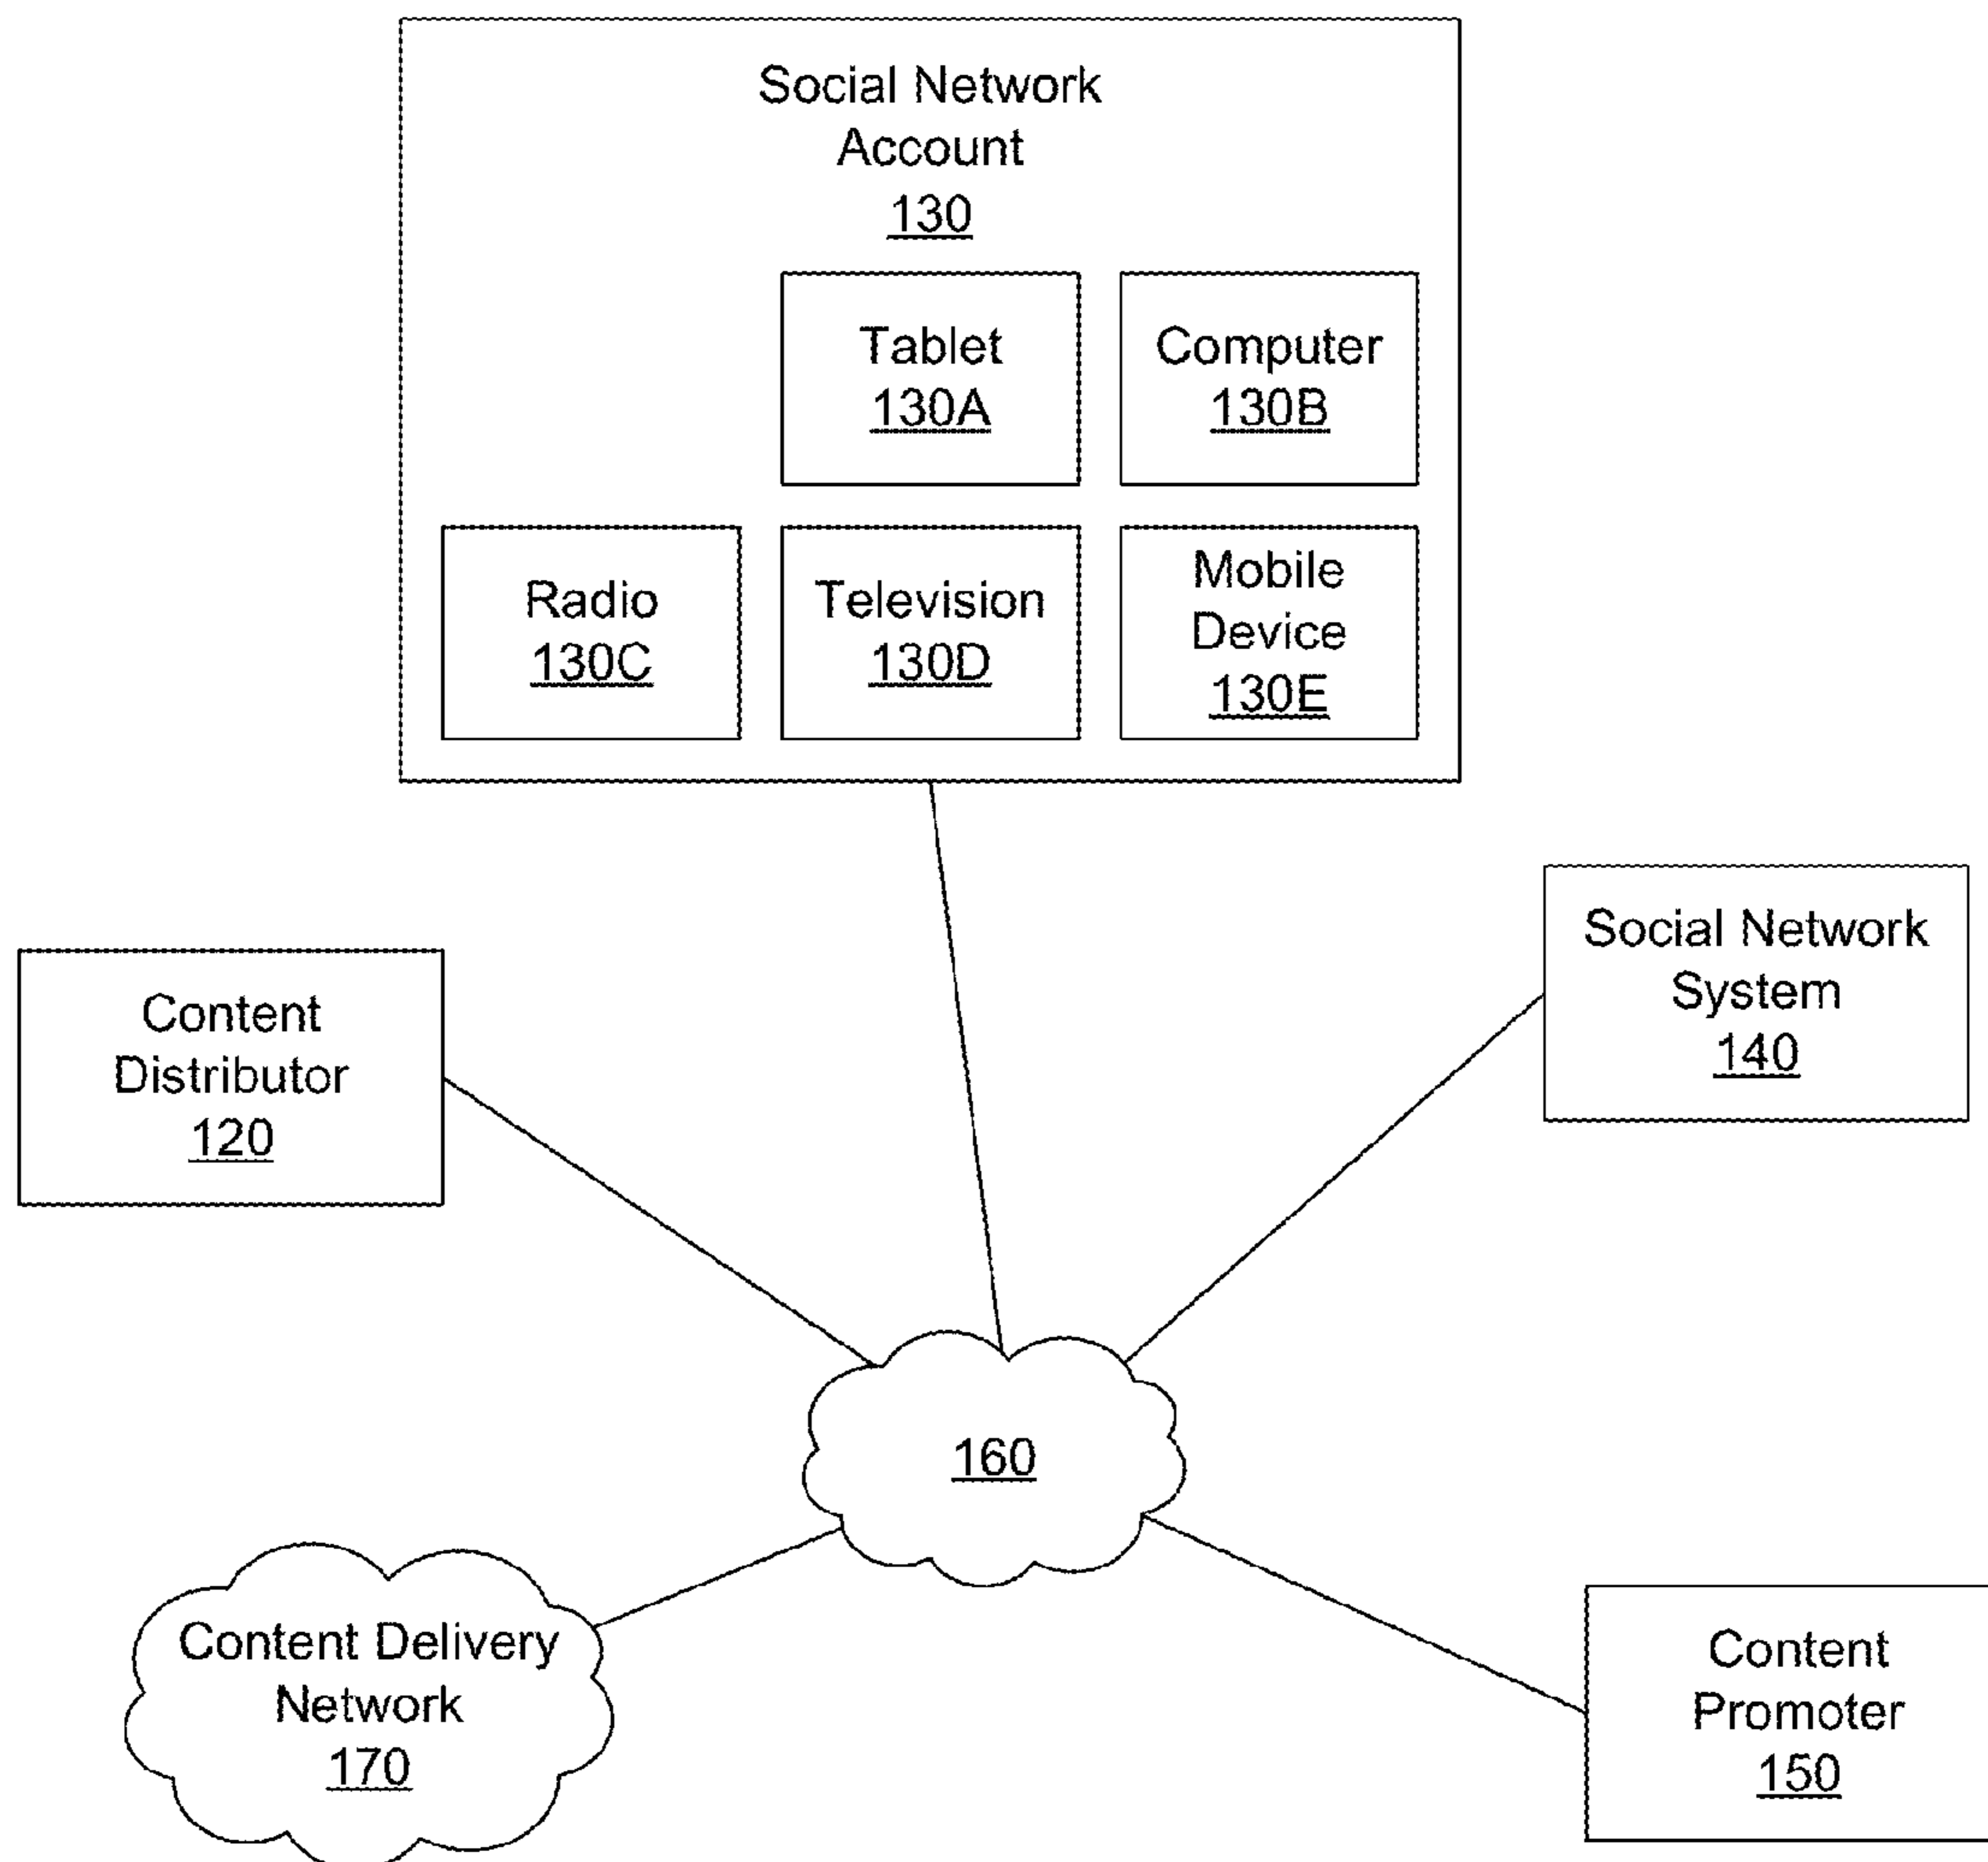 Social Network
Account
130
Tablet
130A
Computer
130B
Radio
130C
Television
130D
Mobile
Device
130E
Social Network
System
140
Content
Distributor
120
160
Content Delivery
Network
170
Content
Promoter
150